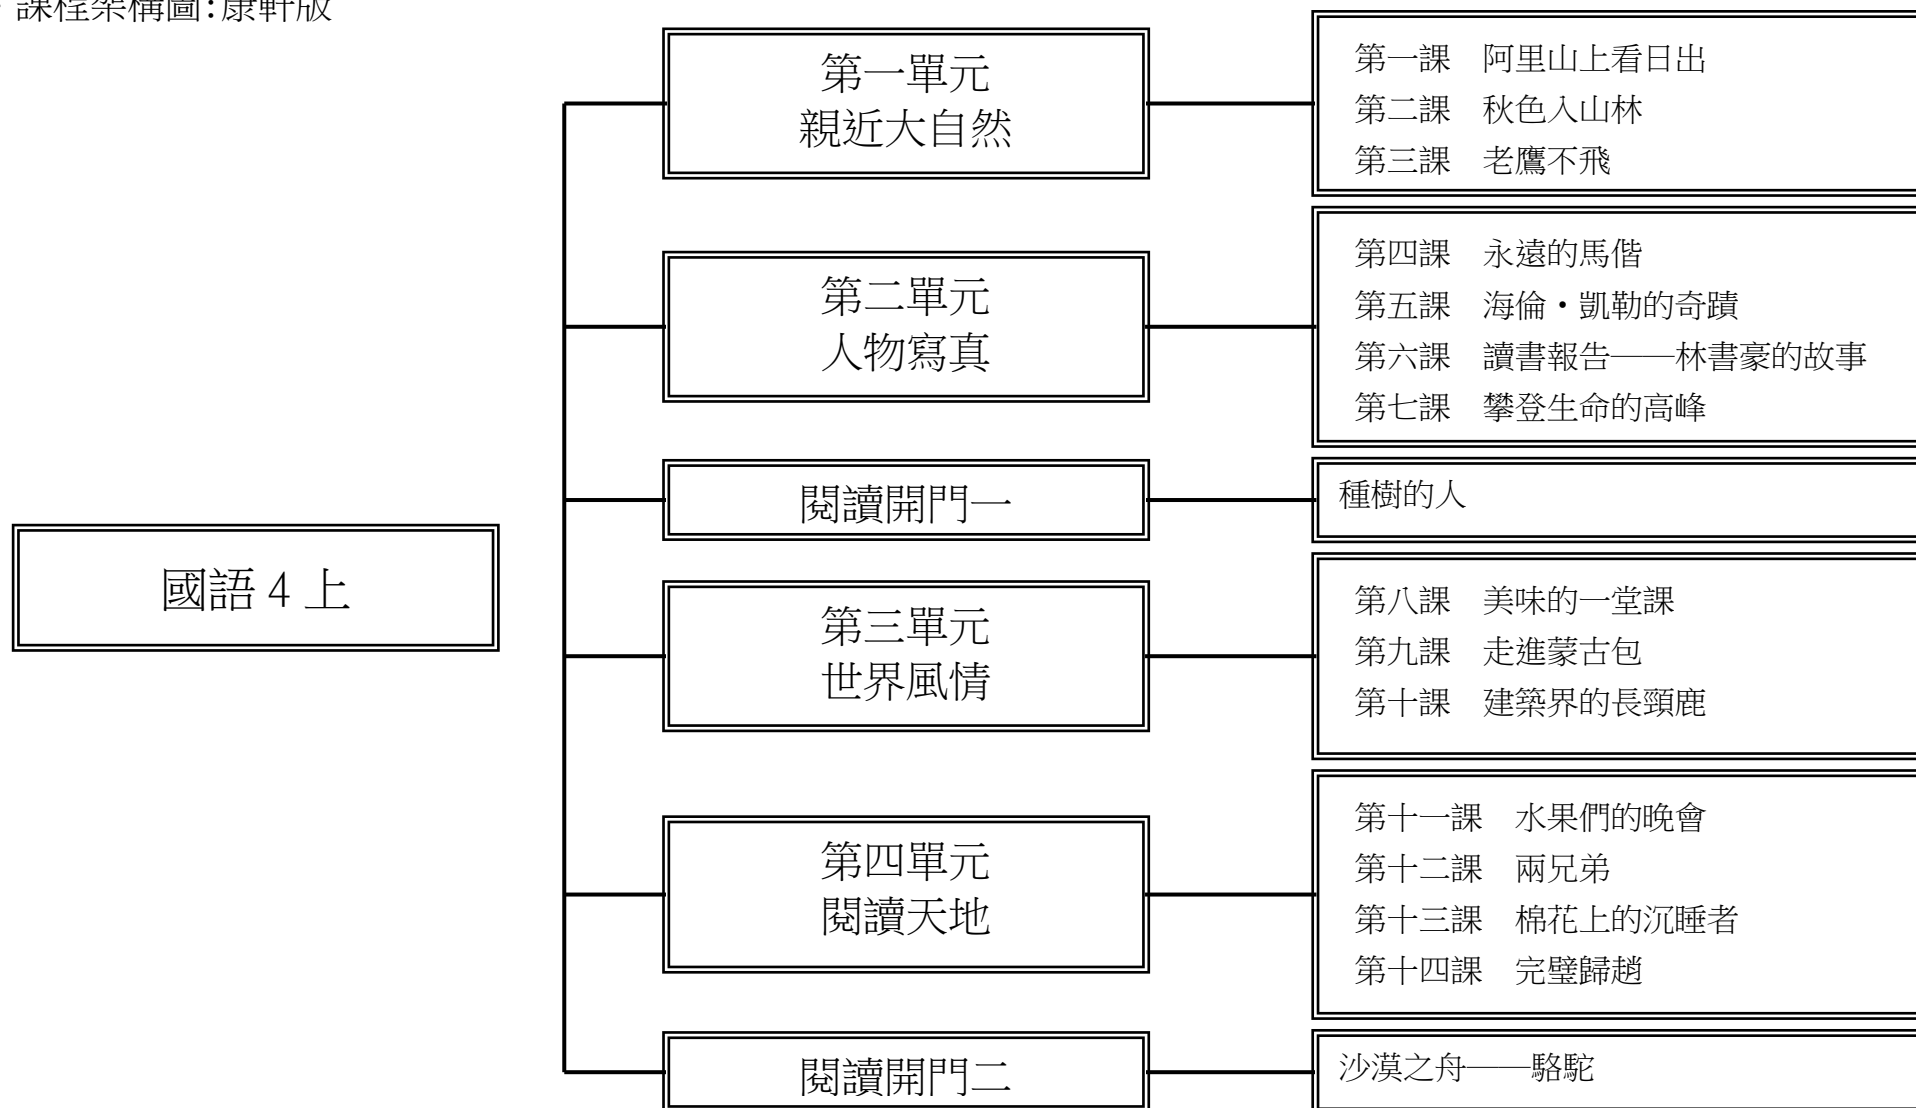 課程架構圖:康軒版
國語4上
第一單元
親近大自然
第一課　阿里山上看日出
第二課　秋色入山林
第三課　老鷹不飛
第二單元
人物寫真
第四課　永遠的馬偕
第五課　海倫‧凱勒的奇蹟
第六課　讀書報告──林書豪的故事
第七課　攀登生命的高峰
閱讀開門一
種樹的人
第三單元
世界風情
第八課　美味的一堂課
第九課　走進蒙古包
第十課　建築界的長頸鹿
第四單元
閱讀天地
第十一課　水果們的晚會
第十二課　兩兄弟
第十三課　棉花上的沉睡者
第十四課　完璧歸趙
閱讀開門二
沙漠之舟──駱駝